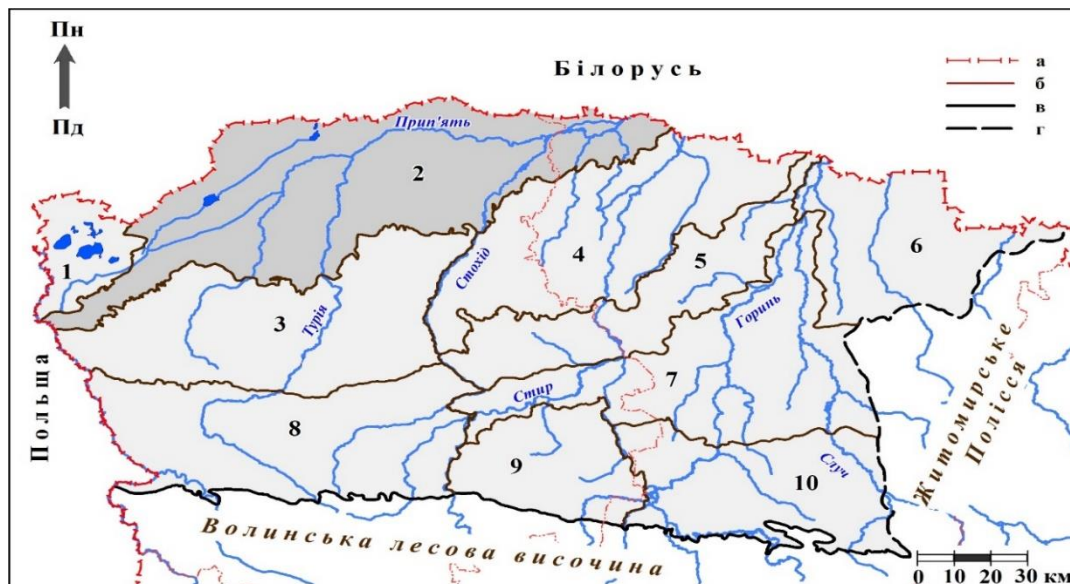 Пн
Пд
Білорусь
а
б
в
г
Прип'ять
2
1
4
5
6
Стохід
3
Турія
Горинь
Польща
Стир
7
8
9
10
Случ
Житомирське
Полісся
Волинська лесова височина
0 10 20 30 км